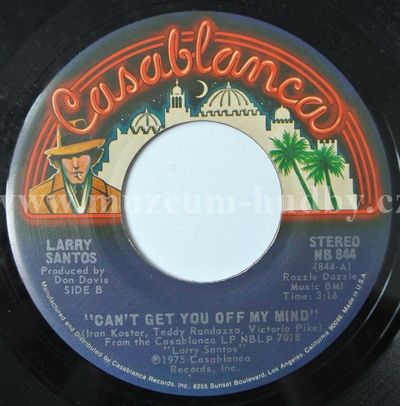 Casablanca
www.muzeum-hudby.cz
LARRY
SANTOS
Produced by
Don Davis
SIDE B
STEREO
NB 844
(844-A)
Razzle Dazzle
Music BMI
Time: 3:16
"CAN'T GET YOU OFF MY MIND"
(Iran Koster, Teddy Randazzo, Victoria Pike)
From the Casablanca LP NBLP 7018
"Larry Santos"
℗1975 Casablanca
Records, Inc.
Manufactured and distributed by Casablanca Records, Inc., 8255 Sunset Boulevard, Los Angeles, California 90046 Made in U.S.A.